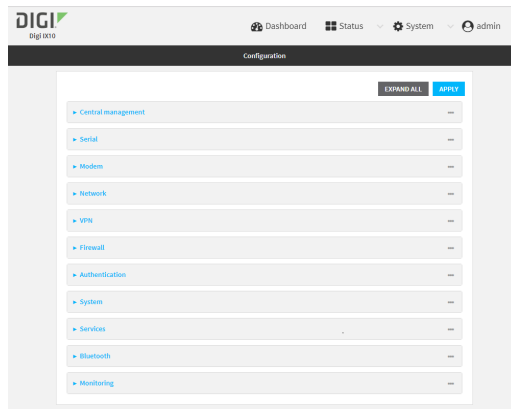 DIGI
Digi IX10
Dashboard
Status
System
admin
Configuration
EXPAND ALL
APPLY
Central management
Serial
Modem
Network
VPN
Firewall
Authentication
System
Services
Bluetooth
Monitoring